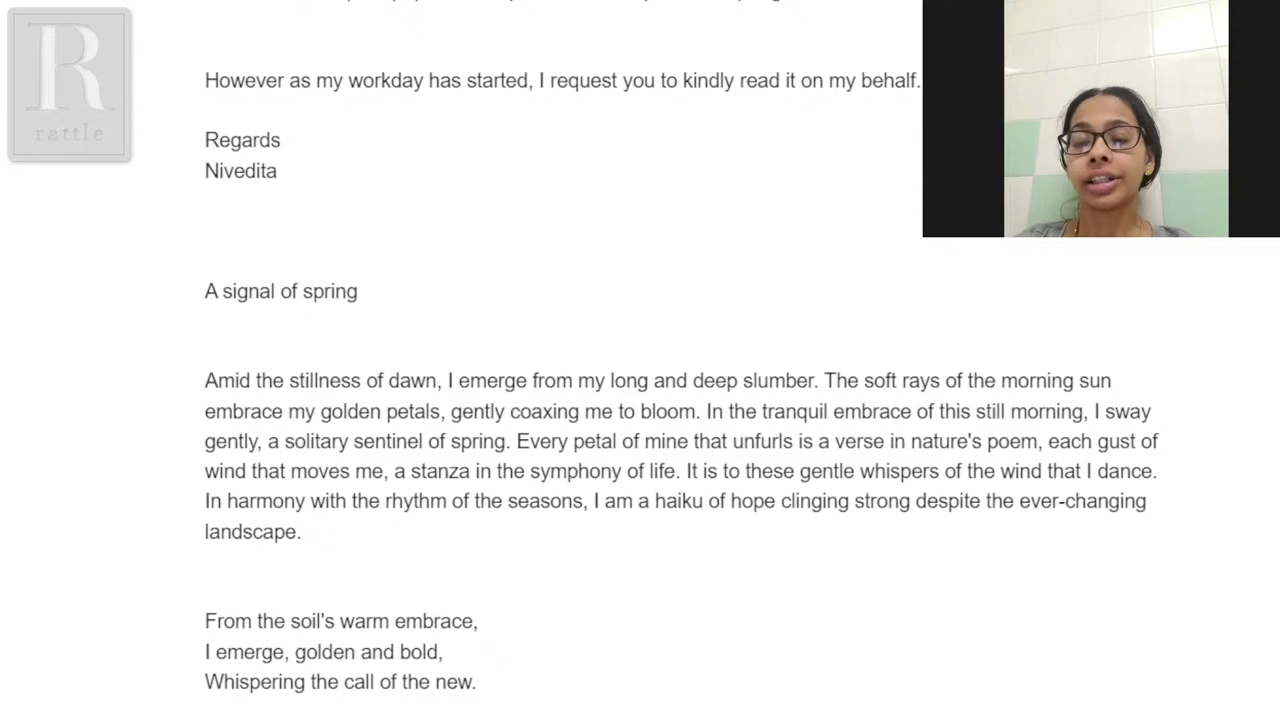 R
rattle
However as my workday has started, I request you to kindly read it on my behalf.
Regards
Nivedita
A signal of spring
Amid the stillness of dawn, I emerge from my long and deep slumber. The soft rays of the morning sun
embrace my golden petals, gently coaxing me to bloom. In the tranquil embrace of this still morning, I sway
gently, a solitary sentinel of spring. Every petal of mine that unfurls is a verse in nature's poem, each gust of
wind that moves me, a stanza in the symphony of life. It is to these gentle whispers of the wind that I dance.
In harmony with the rhythm of the seasons, I am a haiku of hope clinging strong despite the ever-changing
landscape.
From the soil's warm embrace,
I emerge, golden and bold,
Whispering the call of the new.